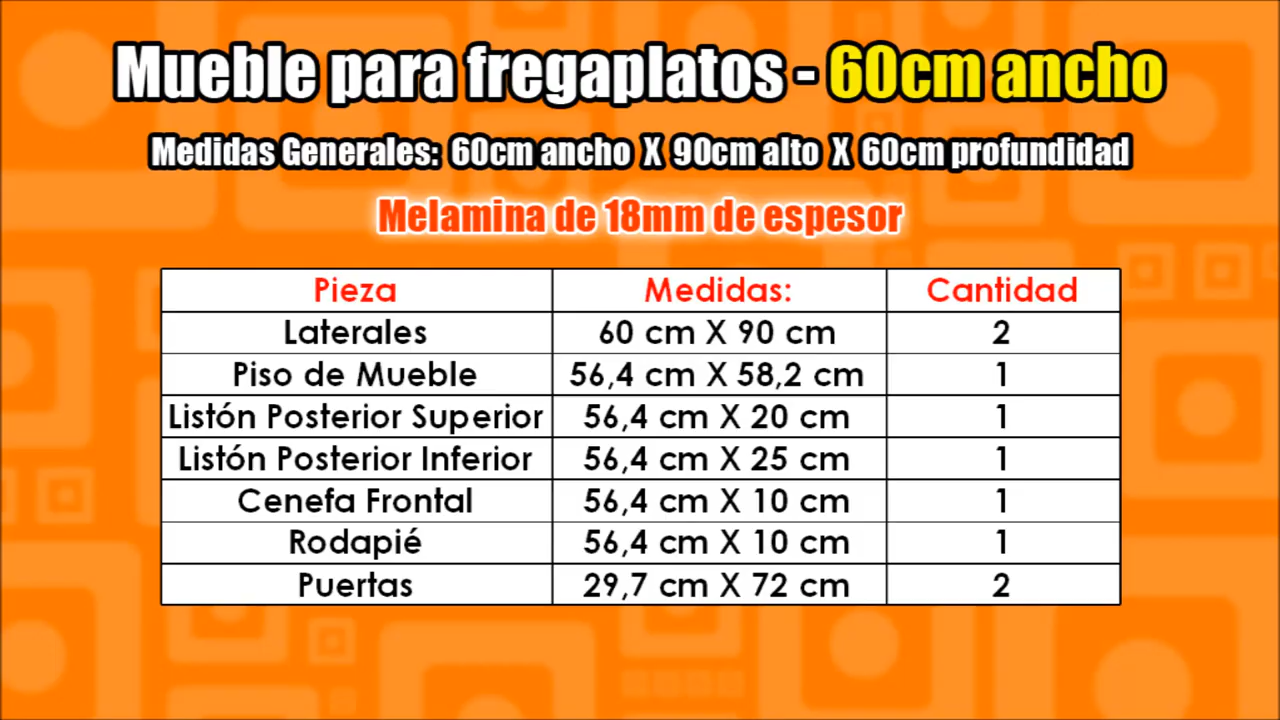 Mueble para fregaplatos - 60cm ancho
Medidas Generales: 60cm ancho X 90cm alto X 60cm profundidad
Melamina de 18mm de espesor
Pieza Medidas: Cantidad
Laterales 60 cm X 90 cm 2
Piso de Mueble 56,4 cm X 58,2 cm 1
Listón Posterior Superior 56,4 cm X 20 cm 1
Listón Posterior Inferior 56,4 cm X 25 cm 1
Cenefa Frontal 56,4 cm X 10 cm 1
Rodapié 56,4 cm X 10 cm 1
Puertas 29,7 cm X 72 cm 2